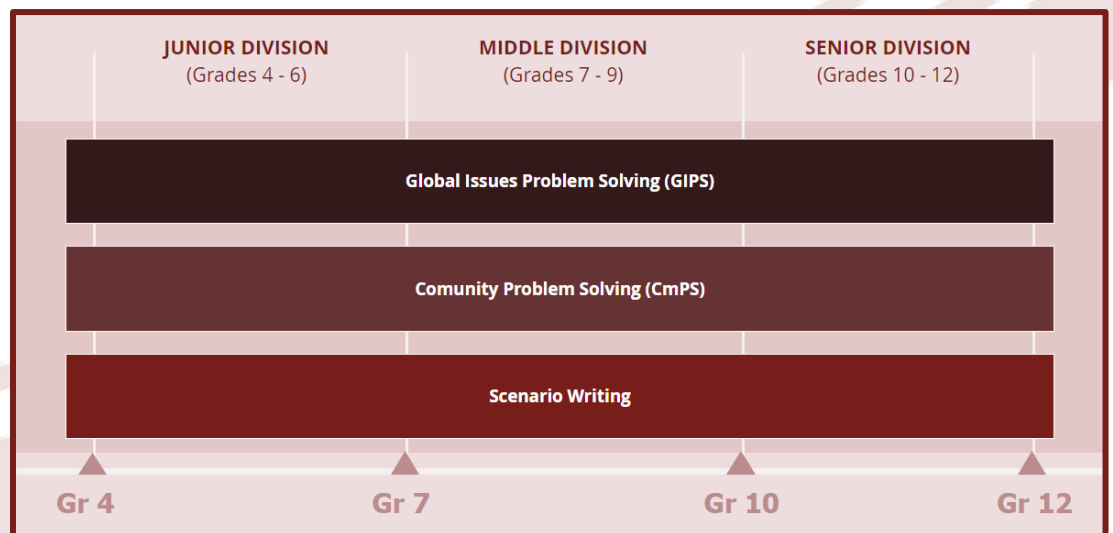 JUNIOR DIVISION
(Grades 4 - 6)
MIDDLE DIVISION
(Grades 7 - 9)
SENIOR DIVISION
(Grades 10 - 12)
Global Issues Problem Solving (GIPS)
Comunity Problem Solving (CmPS)
Scenario Writing
Gr 4
Gr 7
Gr 10
Gr 12